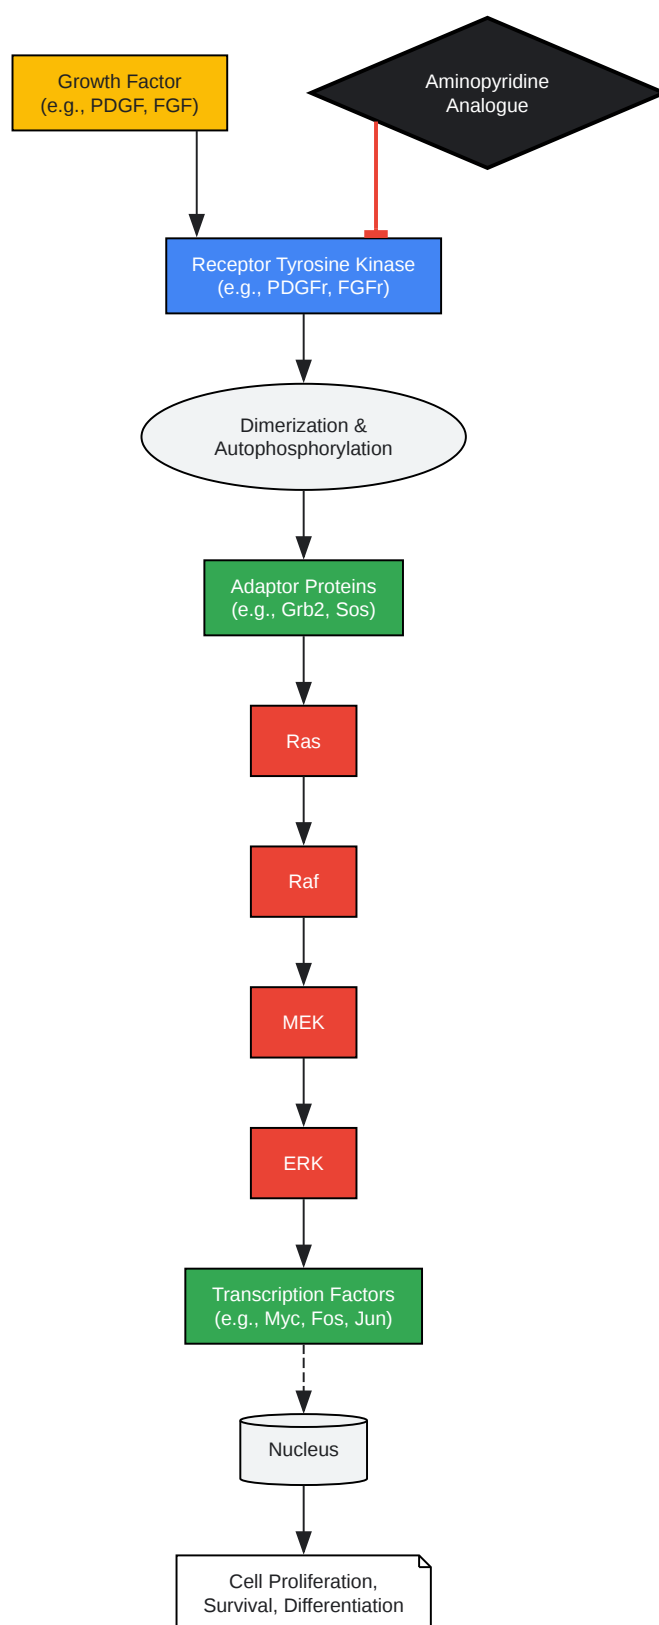 Growth Factor
(e.g., PDGF, FGF)
Aminopyridine
Analogue
Receptor Tyrosine Kinase
(e.g., PDGFr, FGFr)
Dimerization &
Autophosphorylation
Adaptor Proteins
(e.g., Grb2, Sos)
Ras
Raf
MEK
ERK
Transcription Factors
(e.g., Myc, Fos, Jun)
Nucleus
Cell Proliferation,
Survival, Differentiation